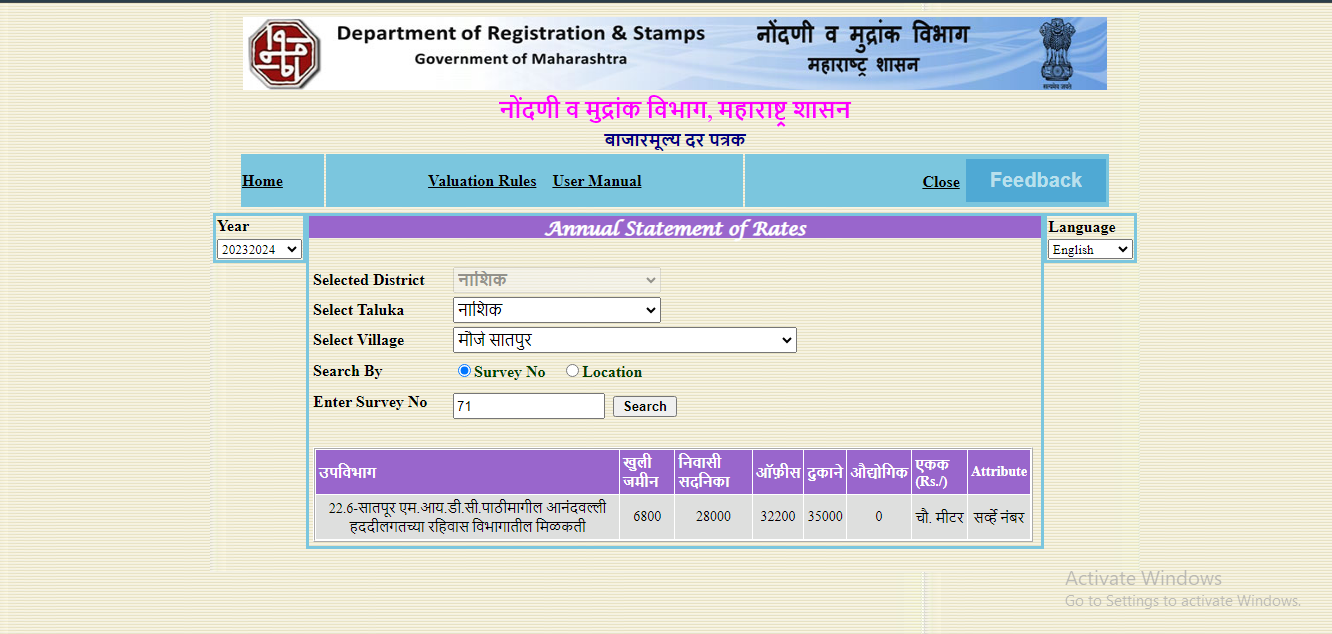 Department of Registration & Stamps
Government of Maharashtra
नोंदणी व मुद्रांक विभाग
महाराष्ट्र शासन
नोंदणी व मुद्रांक विभाग, महाराष्ट्र शासन
बाजारमूल्य दर पत्रक
Home Valuation Rules User Manual Close Feedback
Year
20232024
Annual Statement of Rates
Language
English
Selected District नाशिक
Select Taluka नाशिक
Select Village मौजे सातपुर
Search By Survey No Location
Enter Survey No 71 Search
उपविभाग खुली जमीन निवासी सदनिका ऑफ़ीस दुकाने औद्योगिक एकक (Rs./) Attribute
22.6-सातपूर एम.आय.डी.सी.पाठीमागील आनंदवल्ली
हददीलगतच्या रहिवास विभागातील मिळकती
6800 28000 32200 35000 0 चौ. मीटर सर्व्हे नंबर
Activate Windows
Go to Settings to activate Windows.